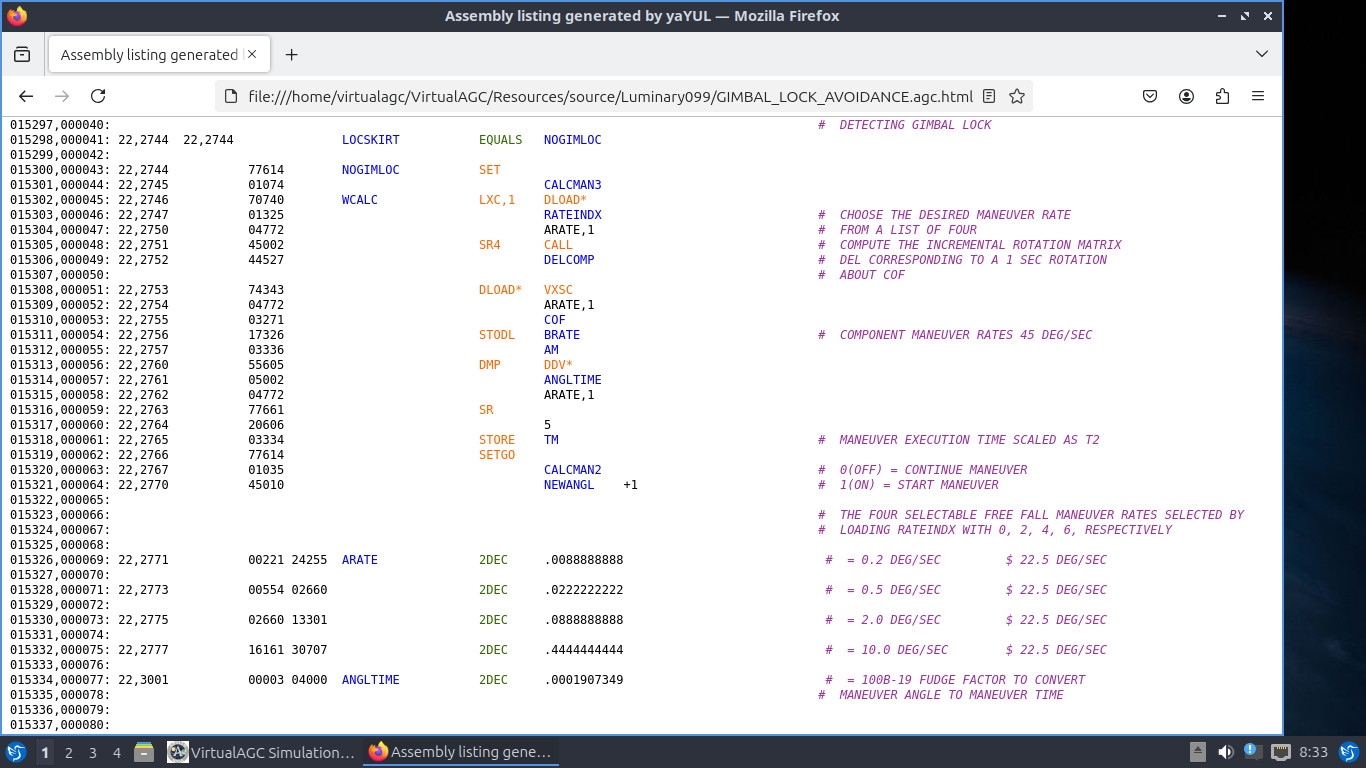 Assembly listing generated by yaYUL — Mozilla Firefox
Assembly listing generated
file:///home/virtualagc/VirtualAGC/Resources/source/Luminary099/GIMBAL_LOCK_AVOIDANCE.agc.html
015297,000040: # DETECTING GIMBAL LOCK
015298,000041: 22,2744 22,2744 LOCSKIRT EQUALS NOGIMLOC
015299,000042:
015300,000043: 22,2744 77614 NOGIMLOC SET
015301,000044: 22,2745 01074 CALCMAN3
015302,000045: 22,2746 70740 WCALC LXC,1 DLOAD*
015303,000046: 22,2747 01325 RATEINDX # CHOOSE THE DESIRED MANEUVER RATE
015304,000047: 22,2750 04772 ARATE,1 # FROM A LIST OF FOUR
015305,000048: 22,2751 45002 SR4 CALL # COMPUTE THE INCREMENTAL ROTATION MATRIX
015306,000049: 22,2752 44527 DELCOMP # DEL CORRESPONDING TO A 1 SEC ROTATION
015307,000050: # ABOUT COF
015308,000051: 22,2753 74343 DLOAD* VXSC
015309,000052: 22,2754 04772 ARATE,1
015310,000053: 22,2755 03271 COF
015311,000054: 22,2756 17326 STODL BRATE # COMPONENT MANEUVER RATES 45 DEG/SEC
015312,000055: 22,2757 03336 AM
015313,000056: 22,2760 55605 DMP DDV*
015314,000057: 22,2761 05002 ANGLTIME
015315,000058: 22,2762 04772 ARATE,1
015316,000059: 22,2763 77661 SR
015317,000060: 22,2764 20606 5
015318,000061: 22,2765 03334 STORE TM # MANEUVER EXECUTION TIME SCALED AS T2
015319,000062: 22,2766 77614 SETGO
015320,000063: 22,2767 01035 CALCMAN2 # 0(OFF) = CONTINUE MANEUVER
015321,000064: 22,2770 45010 NEWANGL +1 # 1(ON) = START MANEUVER
015322,000065:
015323,000066: # THE FOUR SELECTABLE FREE FALL MANEUVER RATES SELECTED BY
015324,000067: # LOADING RATEINDX WITH 0, 2, 4, 6, RESPECTIVELY
015325,000068:
015326,000069: 22,2771 00221 24255 ARATE 2DEC .0088888888 # = 0.2 DEG/SEC $ 22.5 DEG/SEC
015327,000070:
015328,000071: 22,2773 00554 02660 2DEC .0222222222 # = 0.5 DEG/SEC $ 22.5 DEG/SEC
015329,000072:
015330,000073: 22,2775 02660 13301 2DEC .0888888888 # = 2.0 DEG/SEC $ 22.5 DEG/SEC
015331,000074:
015332,000075: 22,2777 16161 30707 2DEC .4444444444 # = 10.0 DEG/SEC $ 22.5 DEG/SEC
015333,000076:
015334,000077: 22,3001 00003 04000 ANGLTIME 2DEC .0001907349 # = 100B-19 FUDGE FACTOR TO CONVERT
015335,000078: # MANEUVER ANGLE TO MANEUVER TIME
015336,000079:
015337,000080:
1 2 3 4 VirtualAGC Simulation... Assembly listing gene... 8:33